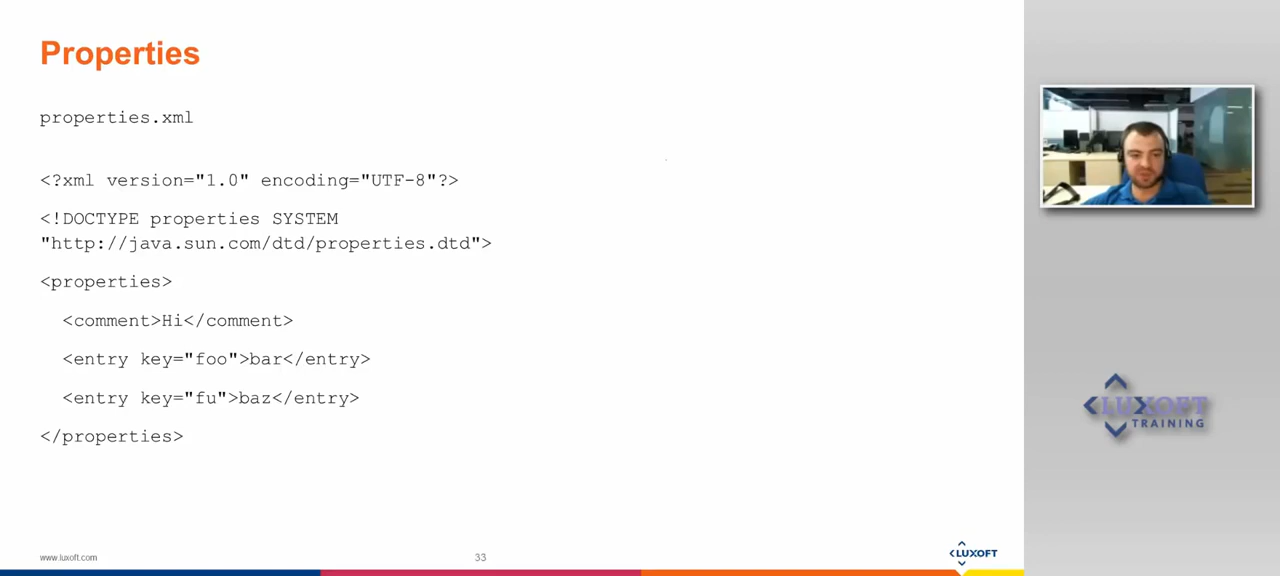 Properties
properties.xml
<?xml version="1.0" encoding="UTF-8"?>
<!DOCTYPE properties SYSTEM
"http://java.sun.com/dtd/properties.dtd">
<properties>
<comment>Hi</comment>
<entry key="foo">bar</entry>
<entry key="fu">baz</entry>
</properties>
LUXOFT
TRAINING
www.luxoft.com
33
LUXOFT